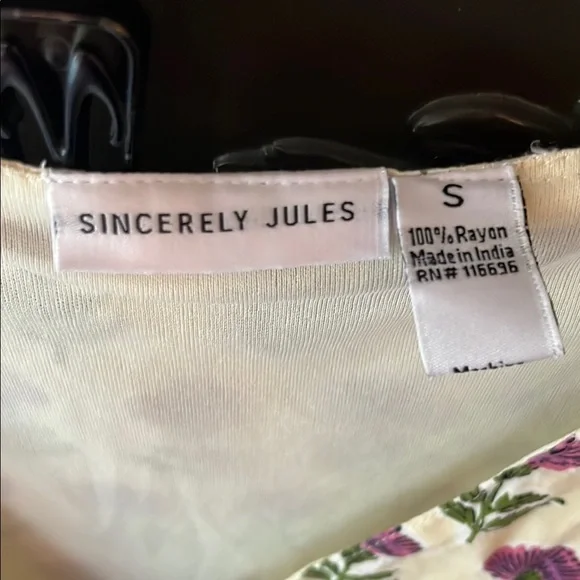 SINCERELY JULES
S
100% Rayon
Made in India
RN# 116696